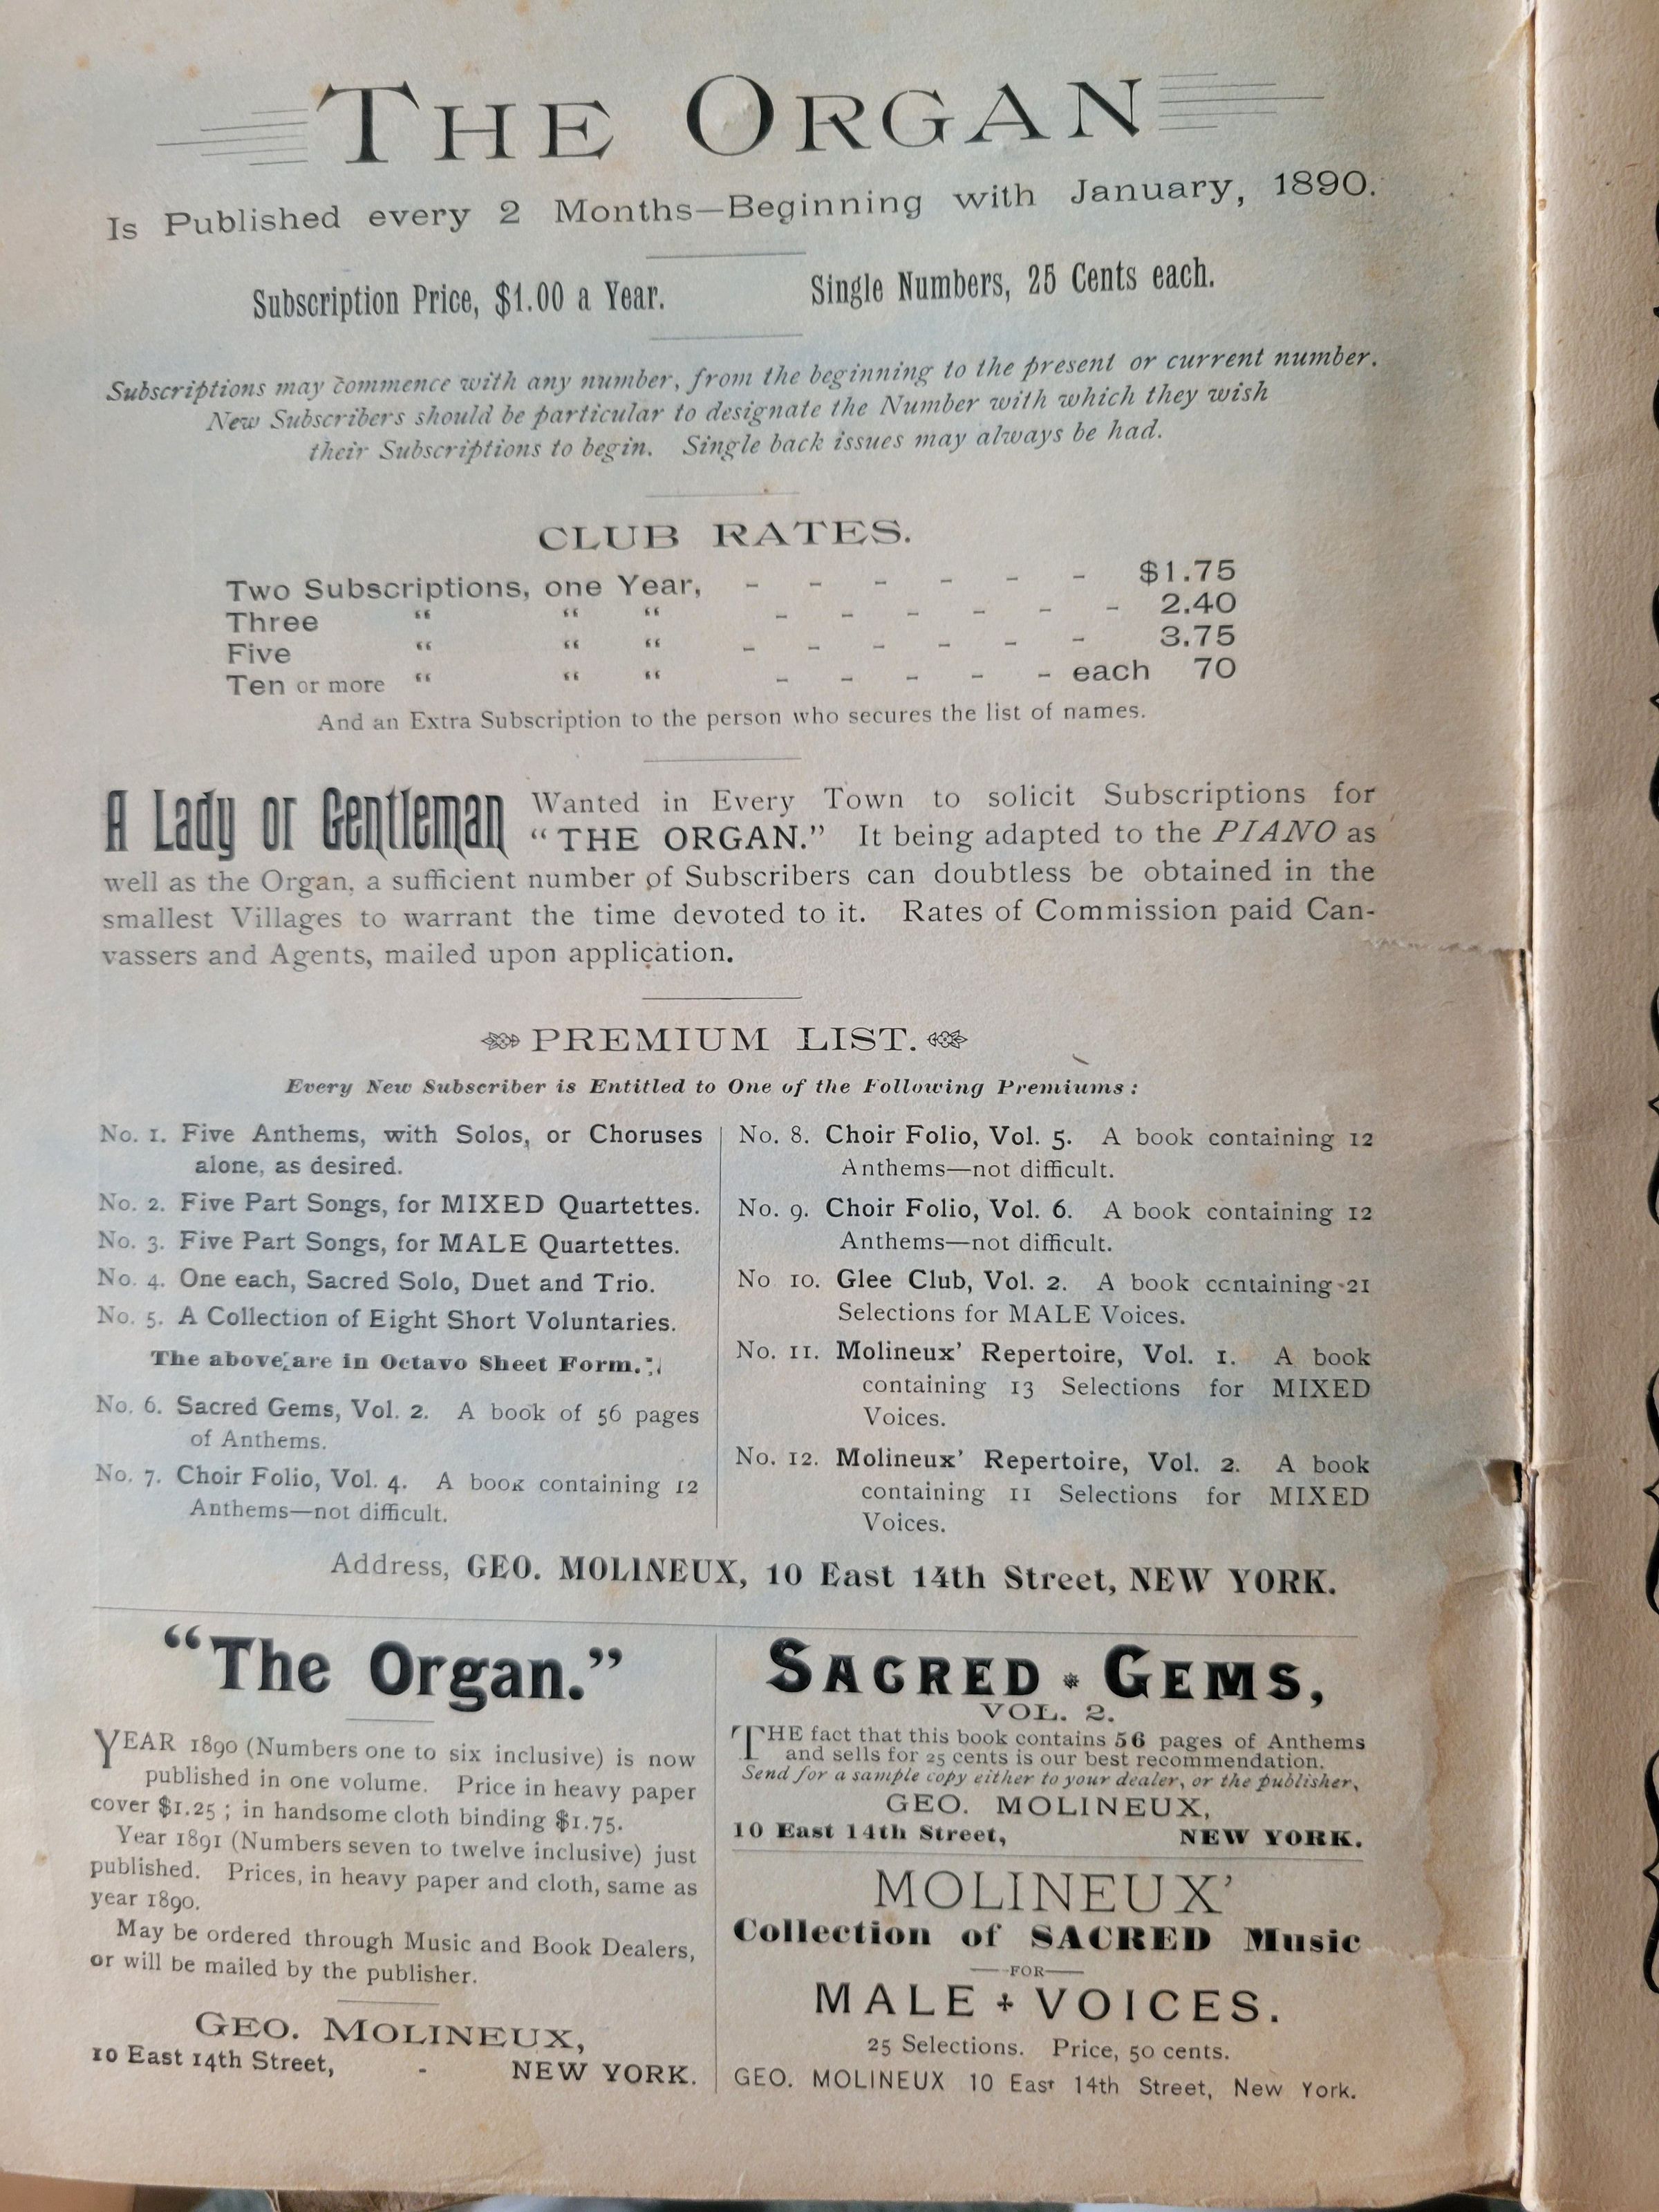 THE ORGAN
Is Published every 2 Months—Beginning with January, 1890.
Subscription Price, $1.00 a Year. Single Numbers, 25 Cents each.
Subscriptions may commence with any number, from the beginning to the present or current number.
New Subscribers should be particular to designate the Number with which they wish
their Subscriptions to begin. Single back issues may always be had.
CLUB RATES.
Two Subscriptions, one Year, - - - - - - $1.75
Three " " " - - - - - - 2.40
Five " " " - - - - - - 3.75
Ten or more " " " - - - - - each 70
And an Extra Subscription to the person who secures the list of names.
A Lady or Gentleman Wanted in Every Town to solicit Subscriptions for
"THE ORGAN." It being adapted to the PIANO as
well as the Organ, a sufficient number of Subscribers can doubtless be obtained in the
smallest Villages to warrant the time devoted to it. Rates of Commission paid Can-
vassers and Agents, mailed upon application.
PREMIUM LIST.
Every New Subscriber is Entitled to One of the Following Premiums:
No. 1. Five Anthems, with Solos, or Choruses
alone, as desired.
No. 2. Five Part Songs, for MIXED Quartettes.
No. 3. Five Part Songs, for MALE Quartettes.
No. 4. One each, Sacred Solo, Duet and Trio.
No. 5. A Collection of Eight Short Voluntaries.
The above are in Octavo Sheet Form.
No. 6. Sacred Gems, Vol. 2. A book of 56 pages
of Anthems.
No. 7. Choir Folio, Vol. 4. A book containing 12
Anthems—not difficult.
No. 8. Choir Folio, Vol. 5. A book containing 12
Anthems—not difficult.
No. 9. Choir Folio, Vol. 6. A book containing 12
Anthems—not difficult.
No 10. Glee Club, Vol. 2. A book containing 21
Selections for MALE Voices.
No. 11. Molineux' Repertoire, Vol. 1. A book
containing 13 Selections for MIXED
Voices.
No. 12. Molineux' Repertoire, Vol. 2. A book
containing 11 Selections for MIXED
Voices.
Address, GEO. MOLINEUX, 10 East 14th Street, NEW YORK.
"The Organ."
YEAR 1890 (Numbers one to six inclusive) is now
published in one volume. Price in heavy paper
cover $1.25; in handsome cloth binding $1.75.
Year 1891 (Numbers seven to twelve inclusive) just
published. Prices, in heavy paper and cloth, same as
year 1890.
May be ordered through Music and Book Dealers,
or will be mailed by the publisher.
GEO. MOLINEUX,
10 East 14th Street, - NEW YORK.
SACRED * GEMS,
VOL. 2.
THE fact that this book contains 56 pages of Anthems
and sells for 25 cents is our best recommendation.
Send for a sample copy either to your dealer, or the publisher,
GEO. MOLINEUX,
10 East 14th Street, NEW YORK.
MOLINEUX'
Collection of SACRED Music
—FOR—
MALE + VOICES.
25 Selections. Price, 50 cents.
GEO. MOLINEUX 10 East 14th Street, New York.